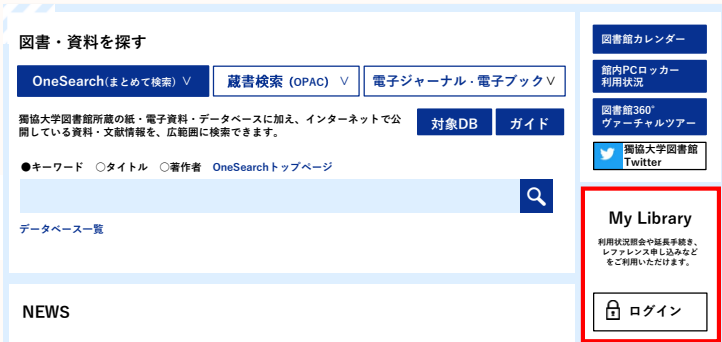 図書・資料を探す
OneSearch(まとめて検索) ∨
蔵書検索 (OPAC) ∨
電子ジャーナル・電子ブック∨
獨協大学図書館所蔵の紙・電子資料・データベースに加え、インターネットで公
開している資料・文献情報を、広範囲に検索できます。
対象DB
ガイド
●キーワード ○タイトル ○著作者 OneSearchトップページ
データベース一覧
NEWS
図書館カレンダー
館内PCロッカー
利用状況
図書館360°
ヴァーチャルツアー
獨協大学図書館
Twitter
My Library
利用状況照会や延長手続き、
レファレンス申し込みなど
をご利用いただけます。
ログイン